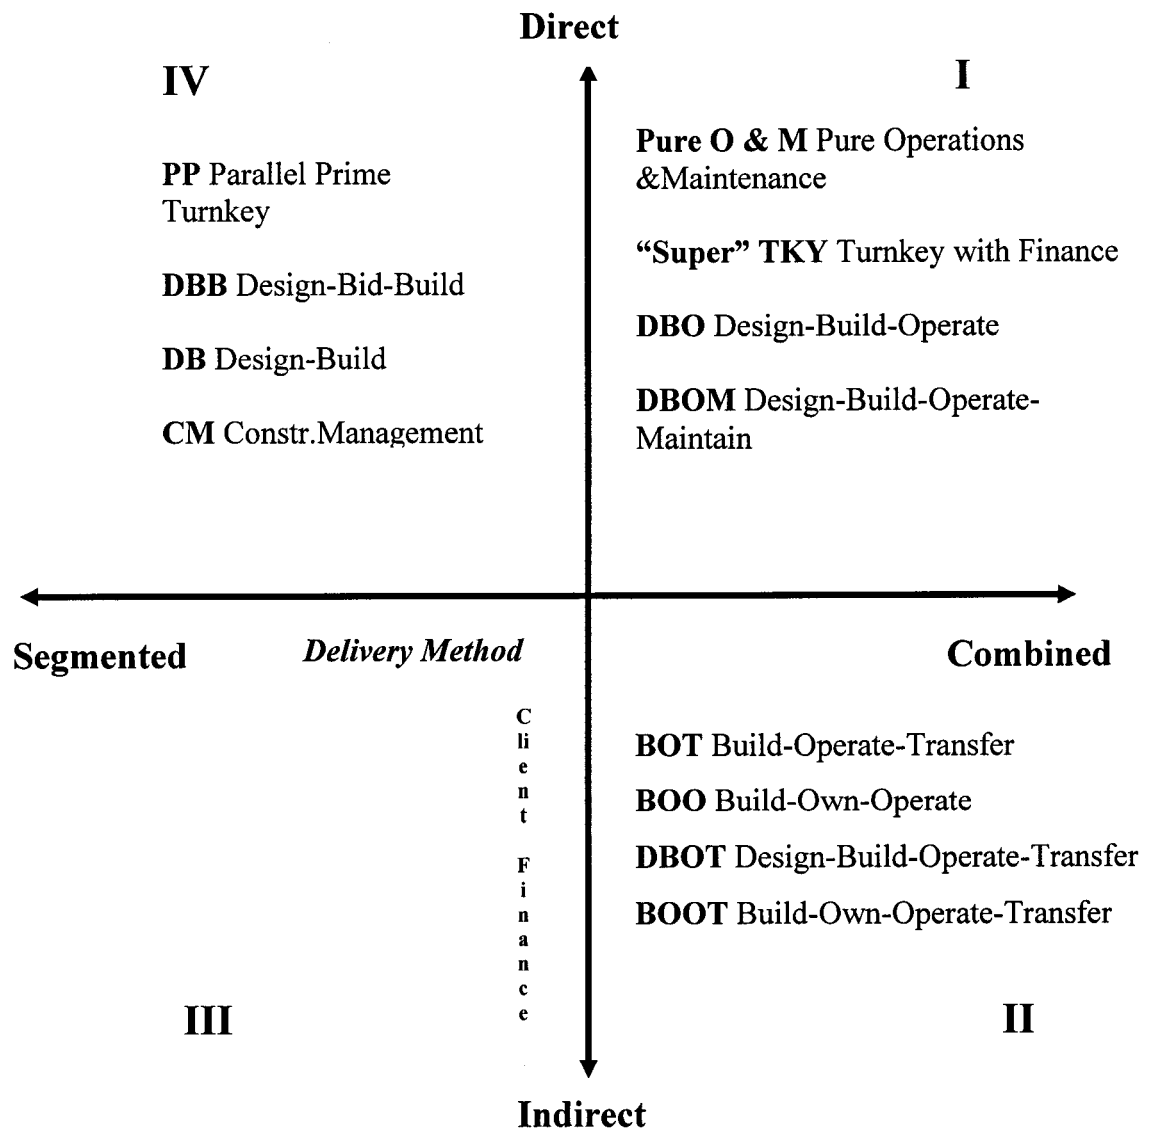 Direct
IV
I
PP Parallel Prime
Turnkey
DBB Design-Bid-Build
DB Design-Build
CM Constr.Management
Pure O & M Pure Operations
&Maintenance
“Super” TKY Turnkey with Finance
DBO Design-Build-Operate
DBOM Design-Build-Operate-
Maintain
Segmented
Delivery Method
Combined
Client Finance
BOT Build-Operate-Transfer
BOO Build-Own-Operate
DBOT Design-Build-Operate-Transfer
BOOT Build-Own-Operate-Transfer
III
II
Indirect